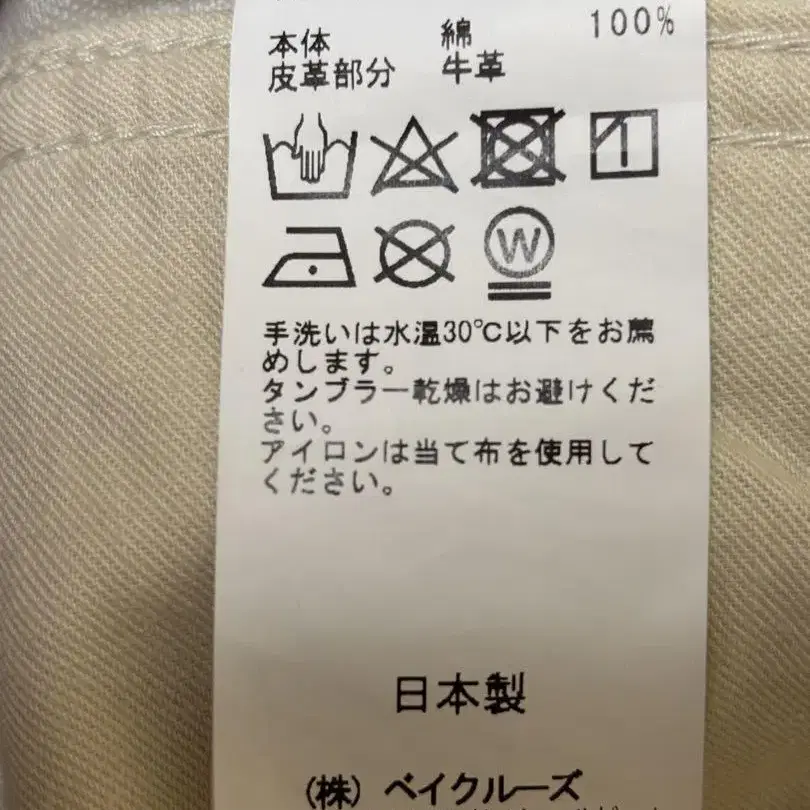 本体 綿 100%
皮革部分 牛革
W
手洗いは水温30℃以下をお薦
めします。
タンブラー乾燥はお避けくだ
さい。
アイロンは当て布を使用して
ください。
日本製
(株) ベイクルーズ